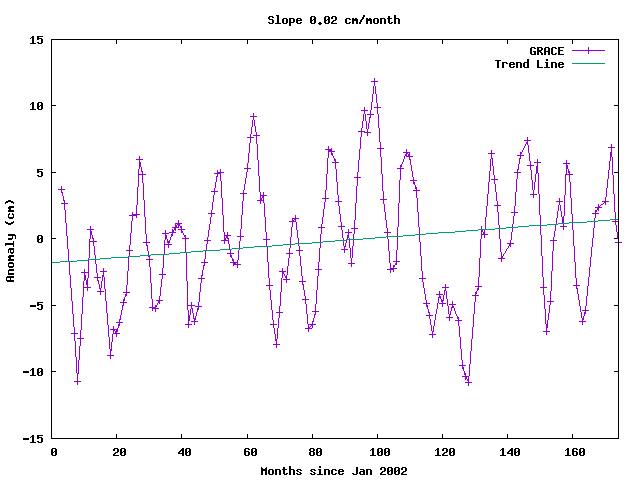 Slope 0.02 cm/month
GRACE
Trend Line
15
10
5
0
-5
-10
-15
Anomaly (cm)
0 20 40 60 80 100 120 140 160
Months since Jan 2002